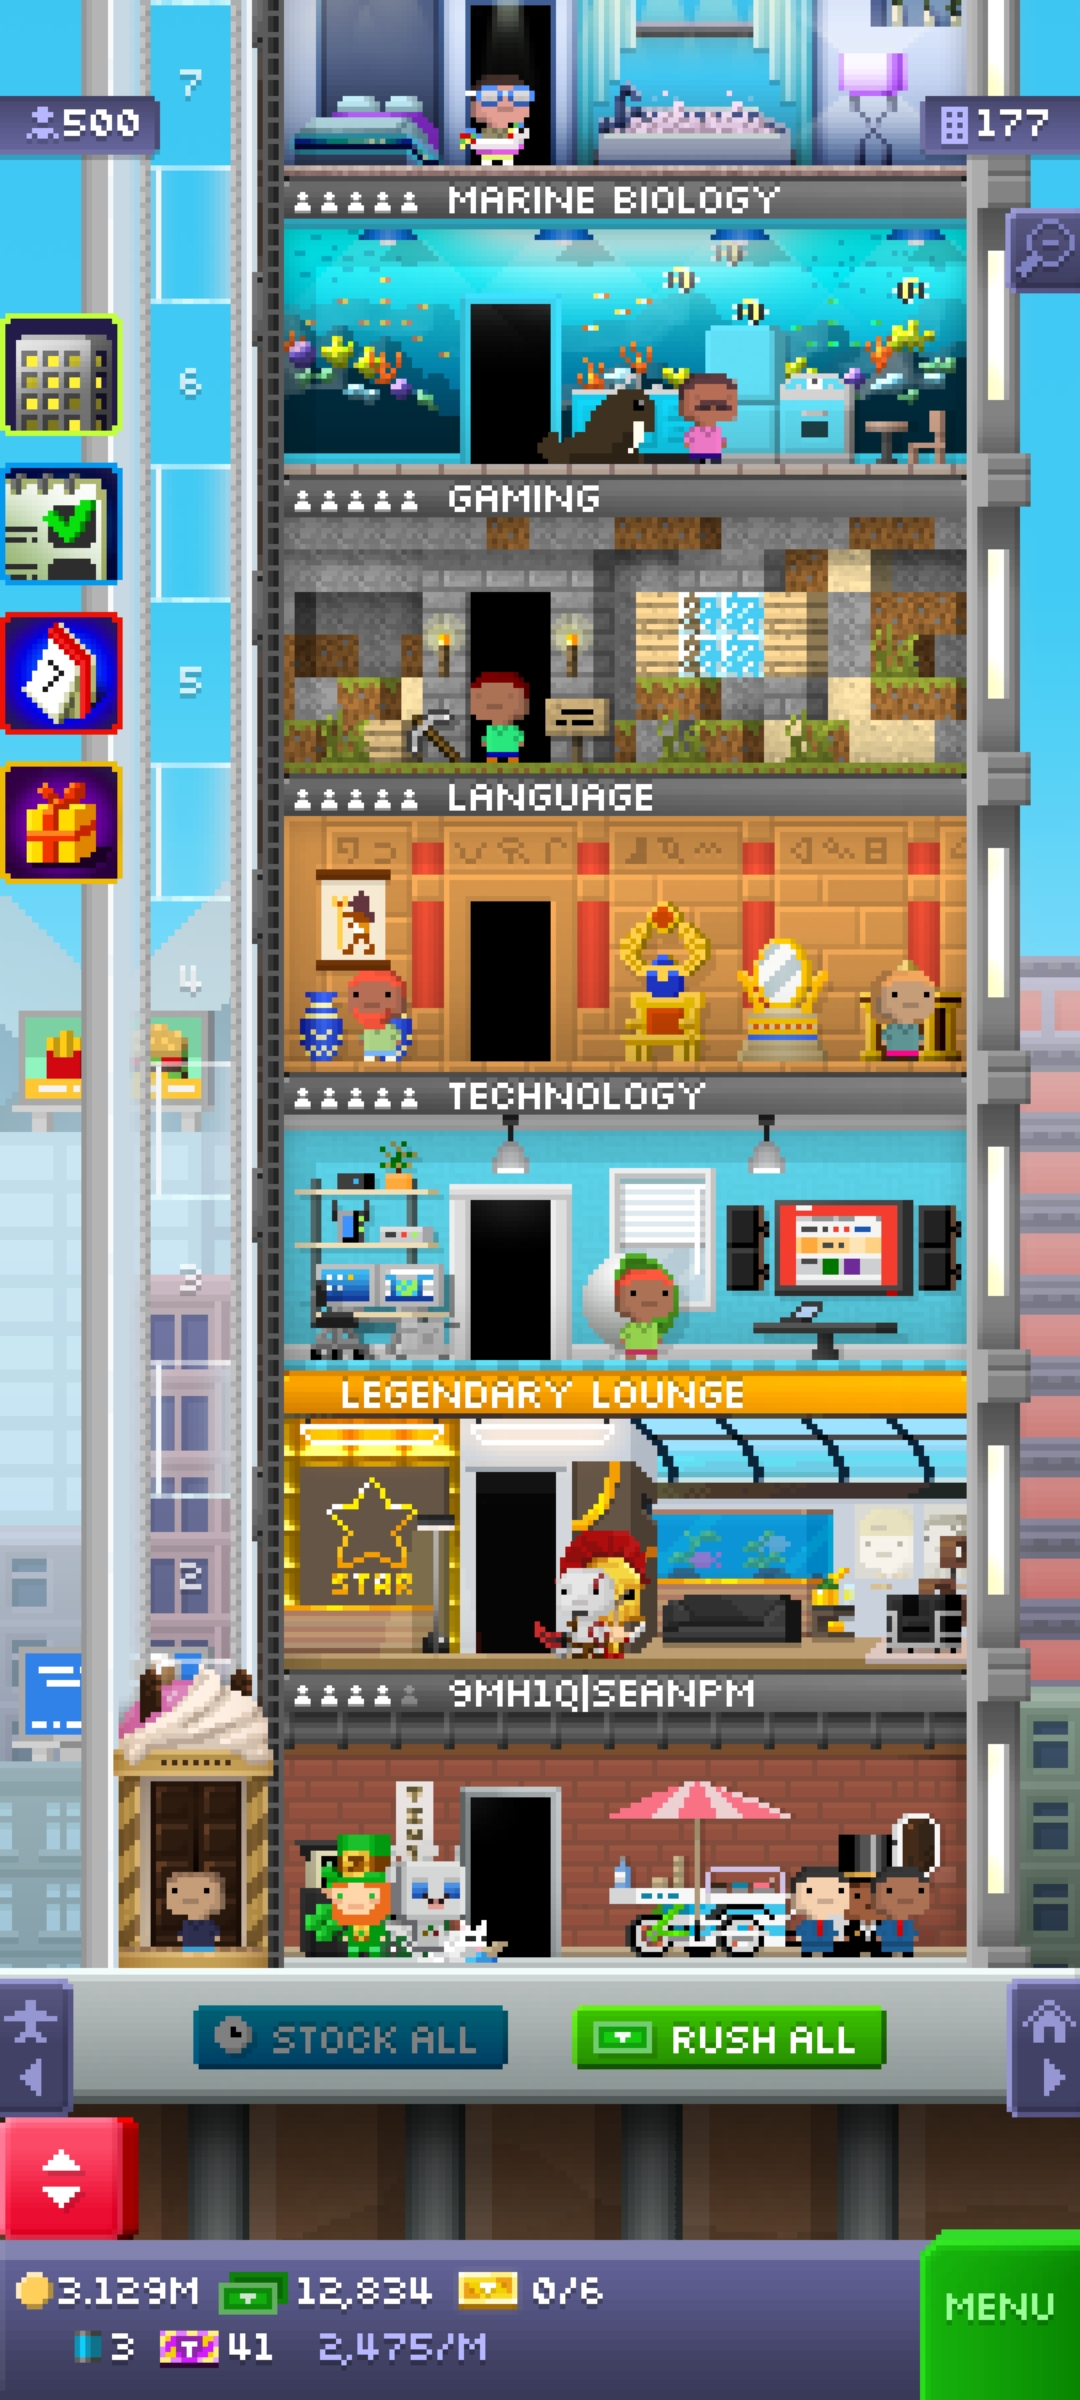 7
500
177
MARINE BIOLOGY
6
GAMING
5
LANGUAGE
4
TECHNOLOGY
3
LEGENDARY LOUNGE
STAR
2
9MH1Q|SEANPM
STOCK ALL
RUSH ALL
3.129M
12,834
0/6
MENU
3
41
2,475/M